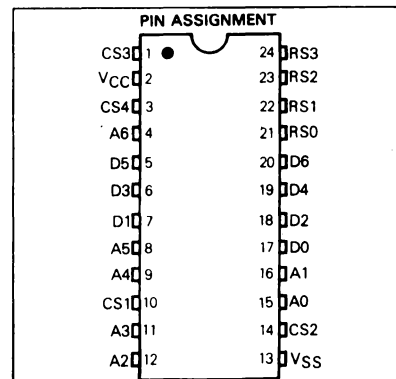 PIN ASSIGNMENT
CS3 1 24 RS3
VCC 2 23 RS2
CS4 3 22 RS1
A6 4 21 RS0
D5 5 20 D6
D3 6 19 D4
D1 7 18 D2
A5 8 17 D0
A4 9 16 A1
CS1 10 15 A0
A3 11 14 CS2
A2 12 13 VSS